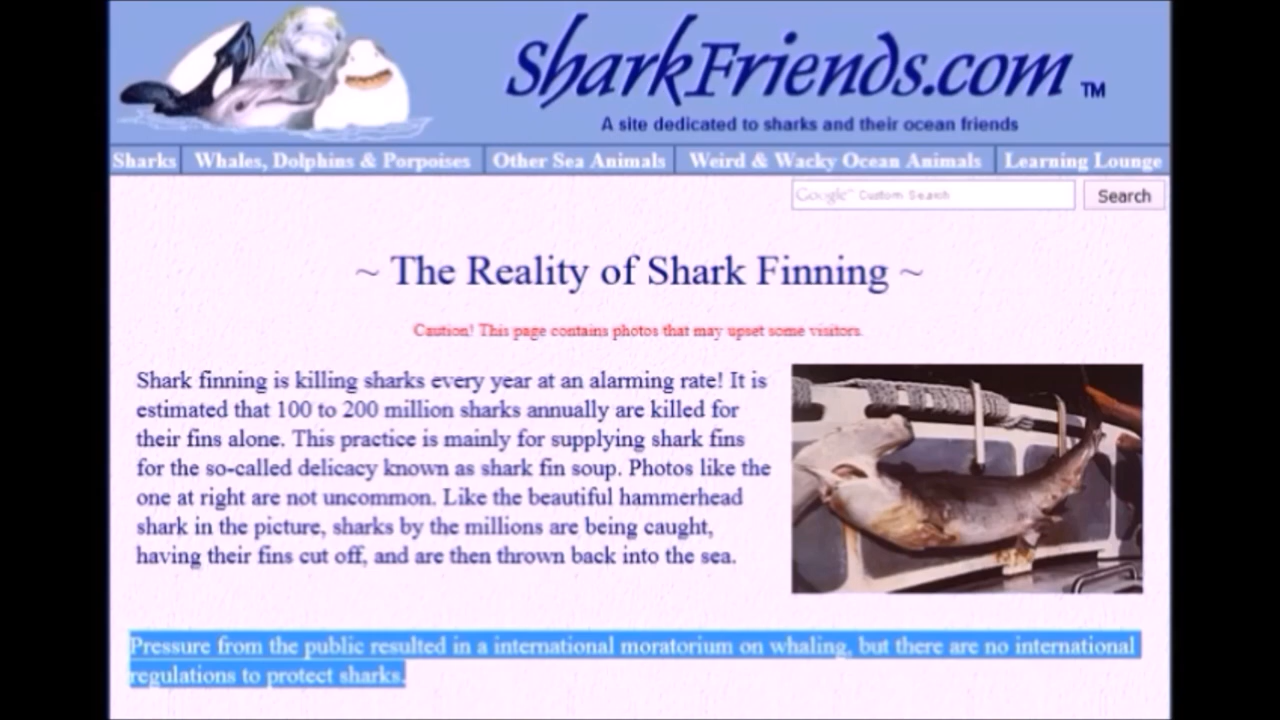 SharkFriends.com TM
A site dedicated to sharks and their ocean friends
Sharks Whales, Dolphins & Porpoises Other Sea Animals Weird & Wacky Ocean Animals Learning Lounge
Google™ Custom Search Search
~ The Reality of Shark Finning ~
Caution! This page contains photos that may upset some visitors.
Shark finning is killing sharks every year at an alarming rate! It is
estimated that 100 to 200 million sharks annually are killed for
their fins alone. This practice is mainly for supplying shark fins
for the so-called delicacy known as shark fin soup. Photos like the
one at right are not uncommon. Like the beautiful hammerhead
shark in the picture, sharks by the millions are being caught,
having their fins cut off, and are then thrown back into the sea.
Pressure from the public resulted in a international moratorium on whaling, but there are no international
regulations to protect sharks.